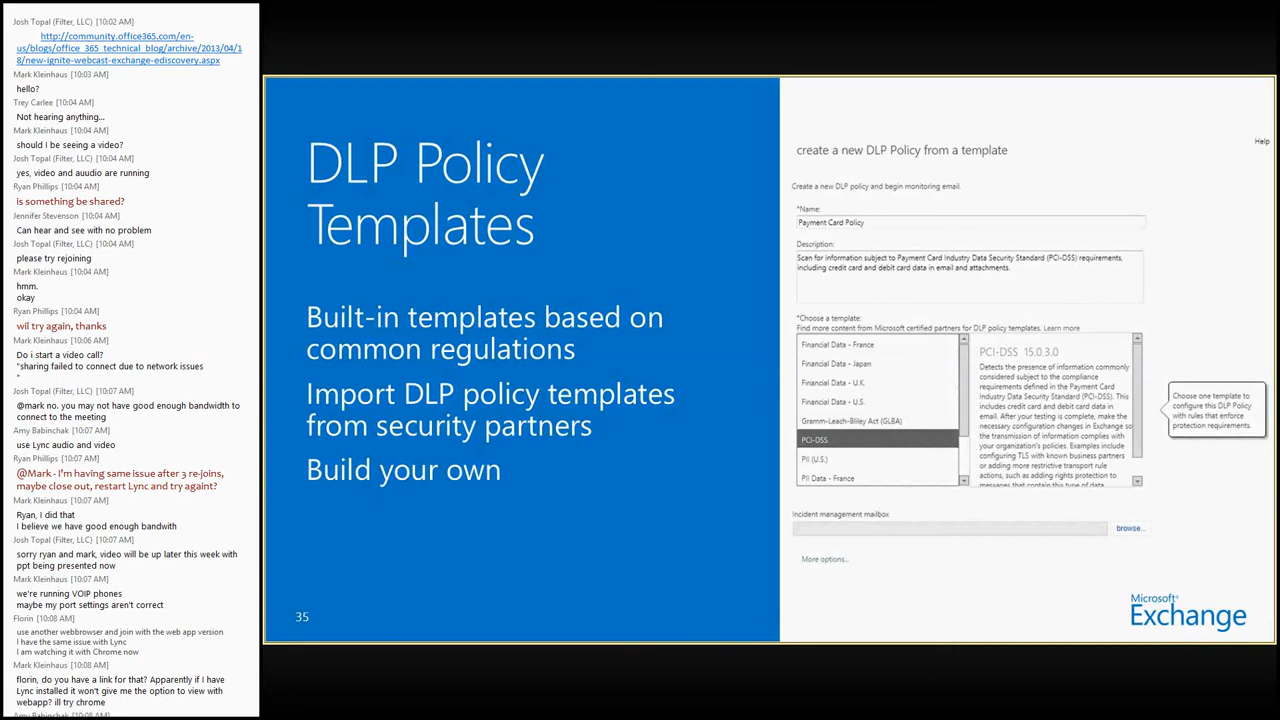 Josh Topal (Filter, LLC) [10:02 AM]
http://community.office365.com/en-
us/blogs/office_365_technical_blog/archive/2013/04/1
8/new-ignite-webcast-exchange-ediscovery.aspx
Mark Kleinhaus [10:03 AM]
hello?
Trey Carlee [10:04 AM]
Not hearing anything...
Mark Kleinhaus [10:04 AM]
should I be seeing a video?
Josh Topal (Filter, LLC) [10:04 AM]
yes, video and auudio are running
Ryan Phillips [10:04 AM]
is something be shared?
Jennifer Stevenson [10:04 AM]
Can hear and see with no problem
Josh Topal (Filter, LLC) [10:04 AM]
please try rejoining
Mark Kleinhaus [10:04 AM]
hmm.
okay
Ryan Phillips [10:04 AM]
wil try again, thanks
Mark Kleinhaus [10:06 AM]
Do i start a video call?
"sharing failed to connect due to network issues
"
Josh Topal (Filter, LLC) [10:07 AM]
@mark no. you may not have good enough bandwidth to
connect to the meeting
Amy Babinchak [10:07 AM]
use Lync audio and video
Ryan Phillips [10:07 AM]
@Mark - I'm having same issue after 3 re-joins,
maybe close out, restart Lync and try againt?
Mark Kleinhaus [10:07 AM]
Ryan, I did that
I believe we have good enough bandwith
Josh Topal (Filter, LLC) [10:07 AM]
sorry ryan and mark, video will be up later this week with
ppt being presented now
Mark Kleinhaus [10:07 AM]
we're running VOIP phones
maybe my port settings aren't correct
Florin [10:08 AM]
use another webbrowser and join with the web app version
I have the same issue with Lync
I am watching it with Chrome now
Mark Kleinhaus [10:08 AM]
florin, do you have a link for that? Apparently if I have
Lync installed it won't give me the option to view with
webapp? ill try chrome
Amy Babinchak [10:08 AM]
DLP Policy
Templates
Built-in templates based on
common regulations
Import DLP policy templates
from security partners
Build your own
35
Help
create a new DLP Policy from a template
Create a new DLP policy and begin monitoring email.
*Name:
Payment Card Policy
Description:
Scan for information subject to Payment Card Industry Data Security Standard (PCI-DSS) requirements,
including credit card and debit card data in email and attachments.
*Choose a template:
Find more content from Microsoft certified partners for DLP policy templates. Learn more
Financial Data - France
Financial Data - Japan
Financial Data - U.K.
Financial Data - U.S.
Gramm-Leach-Bliley Act (GLBA)
PCI-DSS
PII (U.S.)
PII Data - France
PCI-DSS 15.0.3.0
Detects the presence of information commonly
considered subject to the compliance
requirements defined in the Payment Card
Industry Data Security Standard (PCI-DSS). This
includes credit card and debit card data in
email. After your testing is complete, make the
necessary configuration changes in Exchange so
the transmission of information complies with
your organization's policies. Examples include
configuring TLS with known business partners
or adding more restrictive transport rule
actions, such as adding rights protection to
messages that contain this type of data.
Choose one template to
configure this DLP Policy
with rules that enforce
protection requirements.
Incident management mailbox
browse...
More options...
Microsoft
Exchange